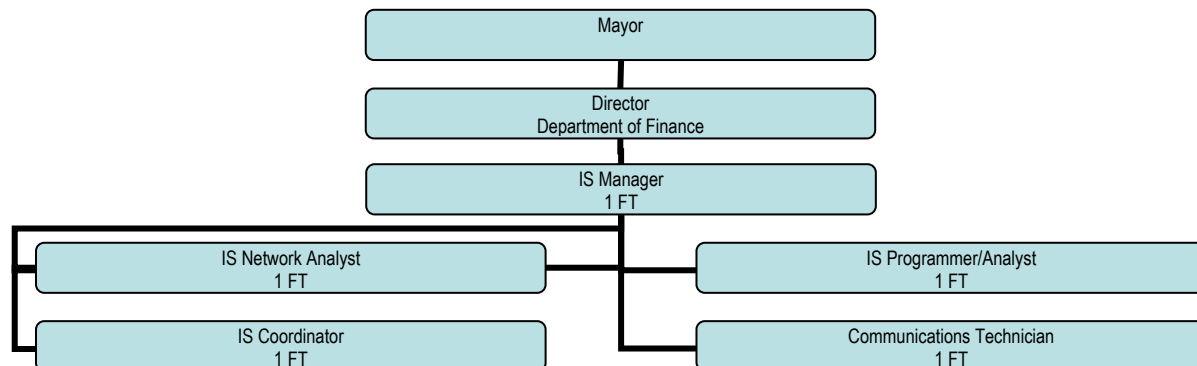 Mayor
Director
Department of Finance
IS Manager
1 FT
IS Network Analyst
1 FT
IS Programmer/Analyst
1 FT
IS Coordinator
1 FT
Communications Technician
1 FT